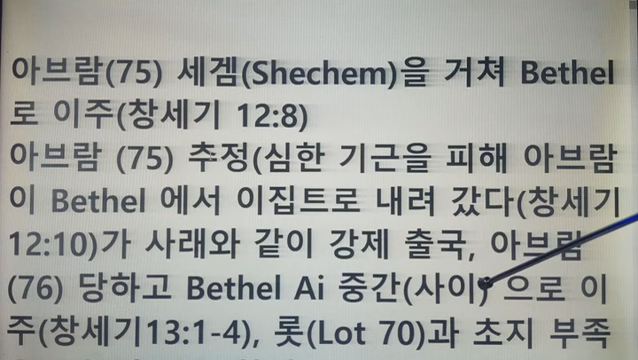 아브람(75) 세겜(Shechem)을 거쳐 Bethel
로 이주(창세기 12:8)
아브람 (75) 추정(심한 기근을 피해 아브람
이 Bethel 에서 이집트로 내려 갔다(창세기
12:10)가 사래와 같이 강제 출국, 아브람
(76) 당하고 Bethel Ai 중간(사이) 으로 이
주(창세기13:1-4), 롯(Lot 70)과 초지 부족